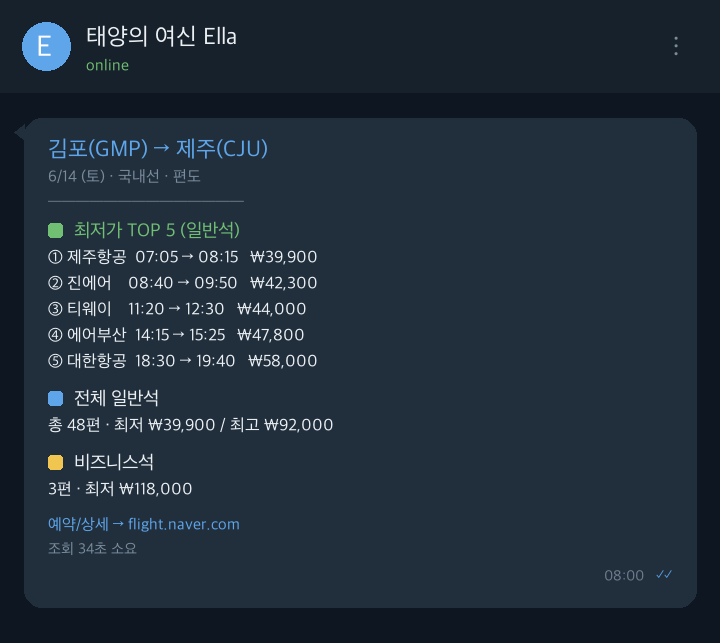 E
태양의 여신 Ella
online
김포(GMP) → 제주(CJU)
6/14 (토) · 국내선 · 편도
최저가 TOP 5 (일반석)
① 제주항공 07:05 → 08:15 ₩39,900
② 진에어 08:40 → 09:50 ₩42,300
③ 티웨이 11:20 → 12:30 ₩44,000
④ 에어부산 14:15 → 15:25 ₩47,800
⑤ 대한항공 18:30 → 19:40 ₩58,000
전체 일반석
총 48편 · 최저 ₩39,900 / 최고 ₩92,000
비즈니스석
3편 · 최저 ₩118,000
예약/상세 → flight.naver.com
조회 34초 소요
08:00 ✓✓